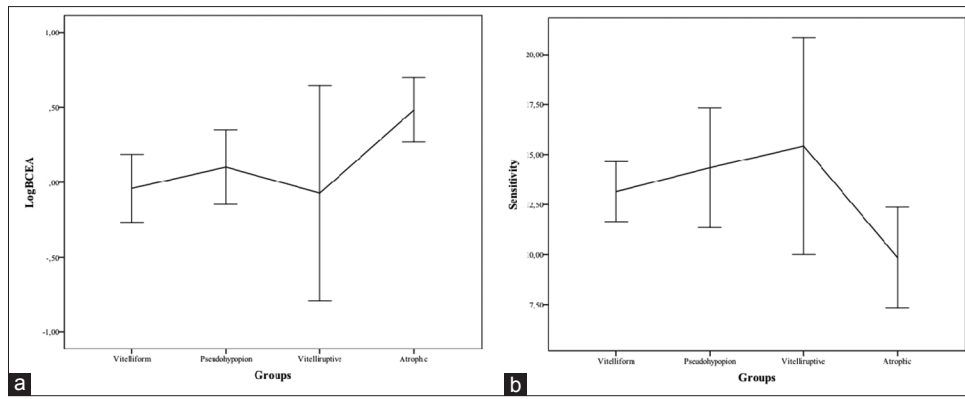 1,00
,50
,00
-,50
-1,00
LogBCEA
Vitelliform Pseudohypopion Vitelliruptive Atrophic
Groups
a
20,00
17,50
15,00
12,50
10,00
7,50
Sensitivity
Vitelliform Pseudohypopion Vitelliruptive Atrophic
Groups
b